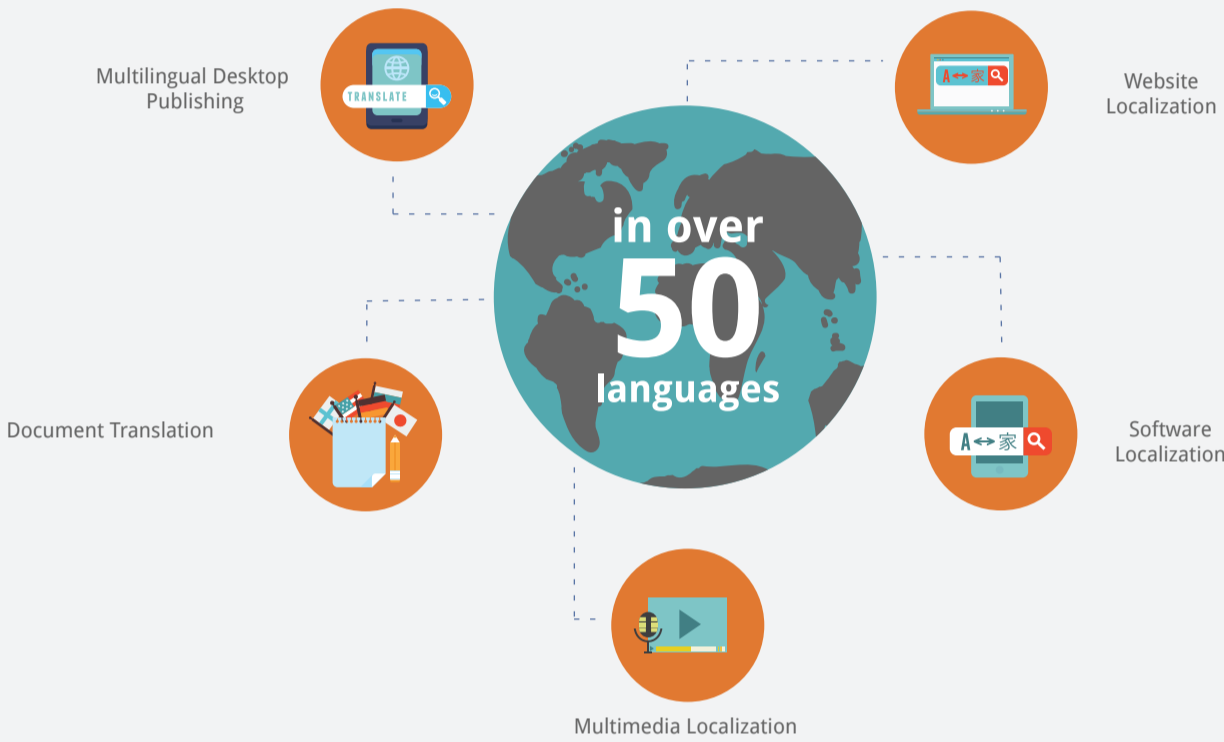 Multilingual Desktop
Publishing
TRANSLATE
A↔家
Website
Localization
in over
50
languages
Document Translation
A↔家
Software
Localization
Multimedia Localization